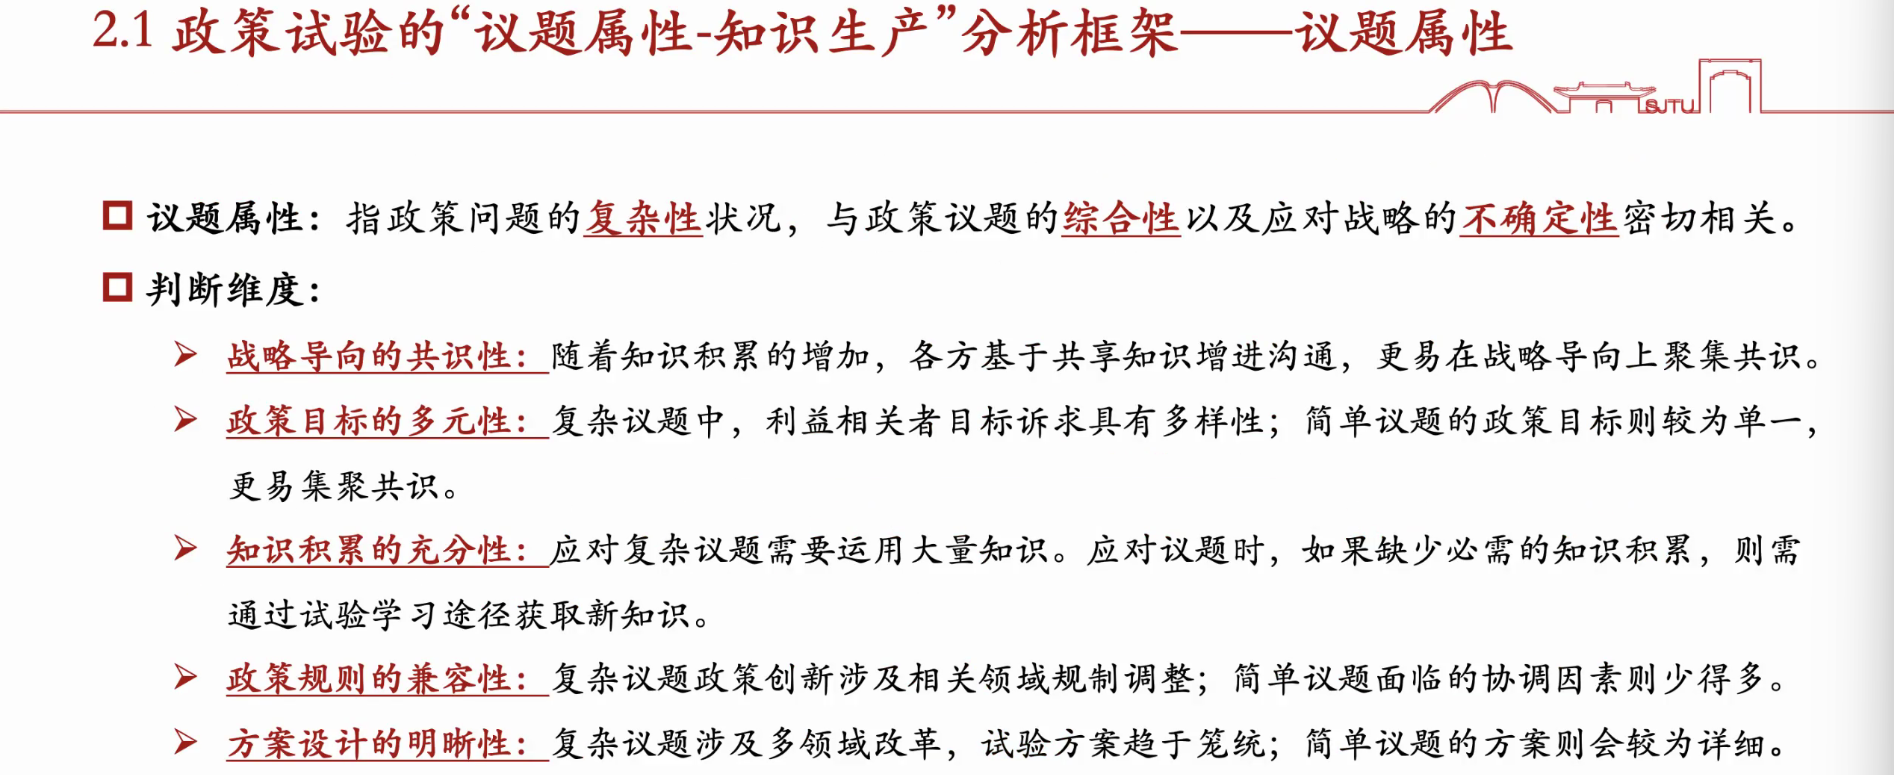 2.1 政策试验的“议题属性-知识生产”分析框架——议题属性
SJTU
议题属性：指政策问题的复杂性状况，与政策议题的综合性以及应对战略的不确定性密切相关。
判断维度：
战略导向的共识性：随着知识积累的增加，各方基于共享知识增进沟通，更易在战略导向上聚集共识。
政策目标的多元性：复杂议题中，利益相关者目标诉求具有多样性；简单议题的政策目标则较为单一，
更易集聚共识。
知识积累的充分性：应对复杂议题需要运用大量知识。应对议题时，如果缺少必需的知识积累，则需
通过试验学习途径获取新知识。
政策规则的兼容性：复杂议题政策创新涉及相关领域规制调整；简单议题面临的协调因素则少得多。
方案设计的明晰性：复杂议题涉及多领域改革，试验方案趋于笼统；简单议题的方案则会较为详细。